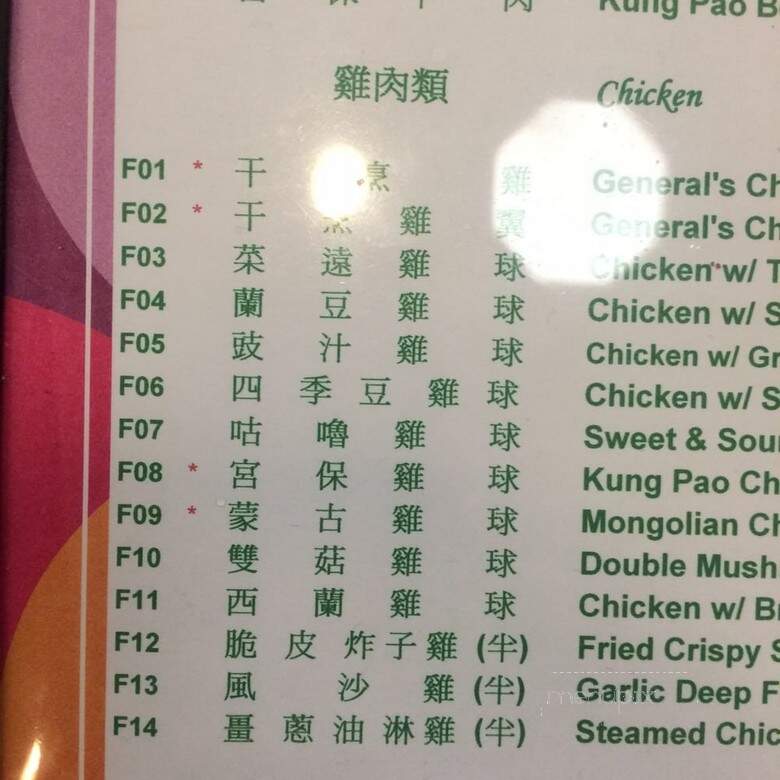 Kung Pao B
雞肉類 Chicken
F01 * 干 烹 雞 General's Ch
F02 * 干 烹 雞 翼 General's Ch
F03 菜 遠 雞 球 Chicken w/ T
F04 蘭 豆 雞 球 Chicken w/ S
F05 豉 汁 雞 球 Chicken w/ Gr
F06 四 季 豆 雞 球 Chicken w/ S
F07 咕 嚕 雞 球 Sweet & Sour
F08 * 宮 保 雞 球 Kung Pao Ch
F09 * 蒙 古 雞 球 Mongolian Ch
F10 雙 菇 雞 球 Double Mush
F11 西 蘭 雞 球 Chicken w/ Br
F12 脆 皮 炸 子 雞 (半) Fried Crispy S
F13 風 沙 雞 (半) Garlic Deep F
F14 薑 蔥 油 淋 雞 (半) Steamed Chic
menupix